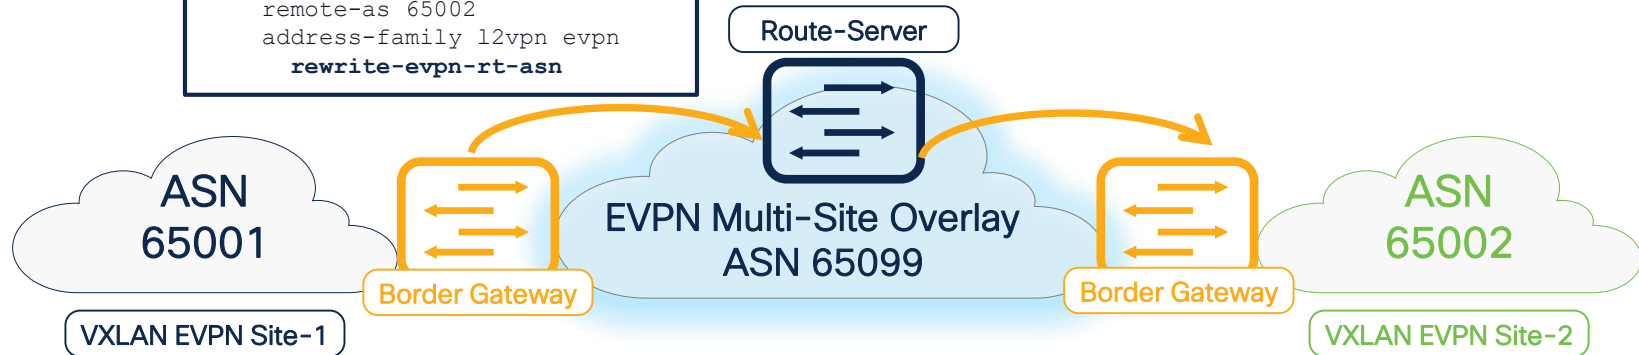 remote-as 65002
address-family l2vpn evpn
rewrite-evpn-rt-asn
Route-Server
ASN
65001
EVPN Multi-Site Overlay
ASN 65099
ASN
65002
Border Gateway
Border Gateway
VXLAN EVPN Site-1
VXLAN EVPN Site-2